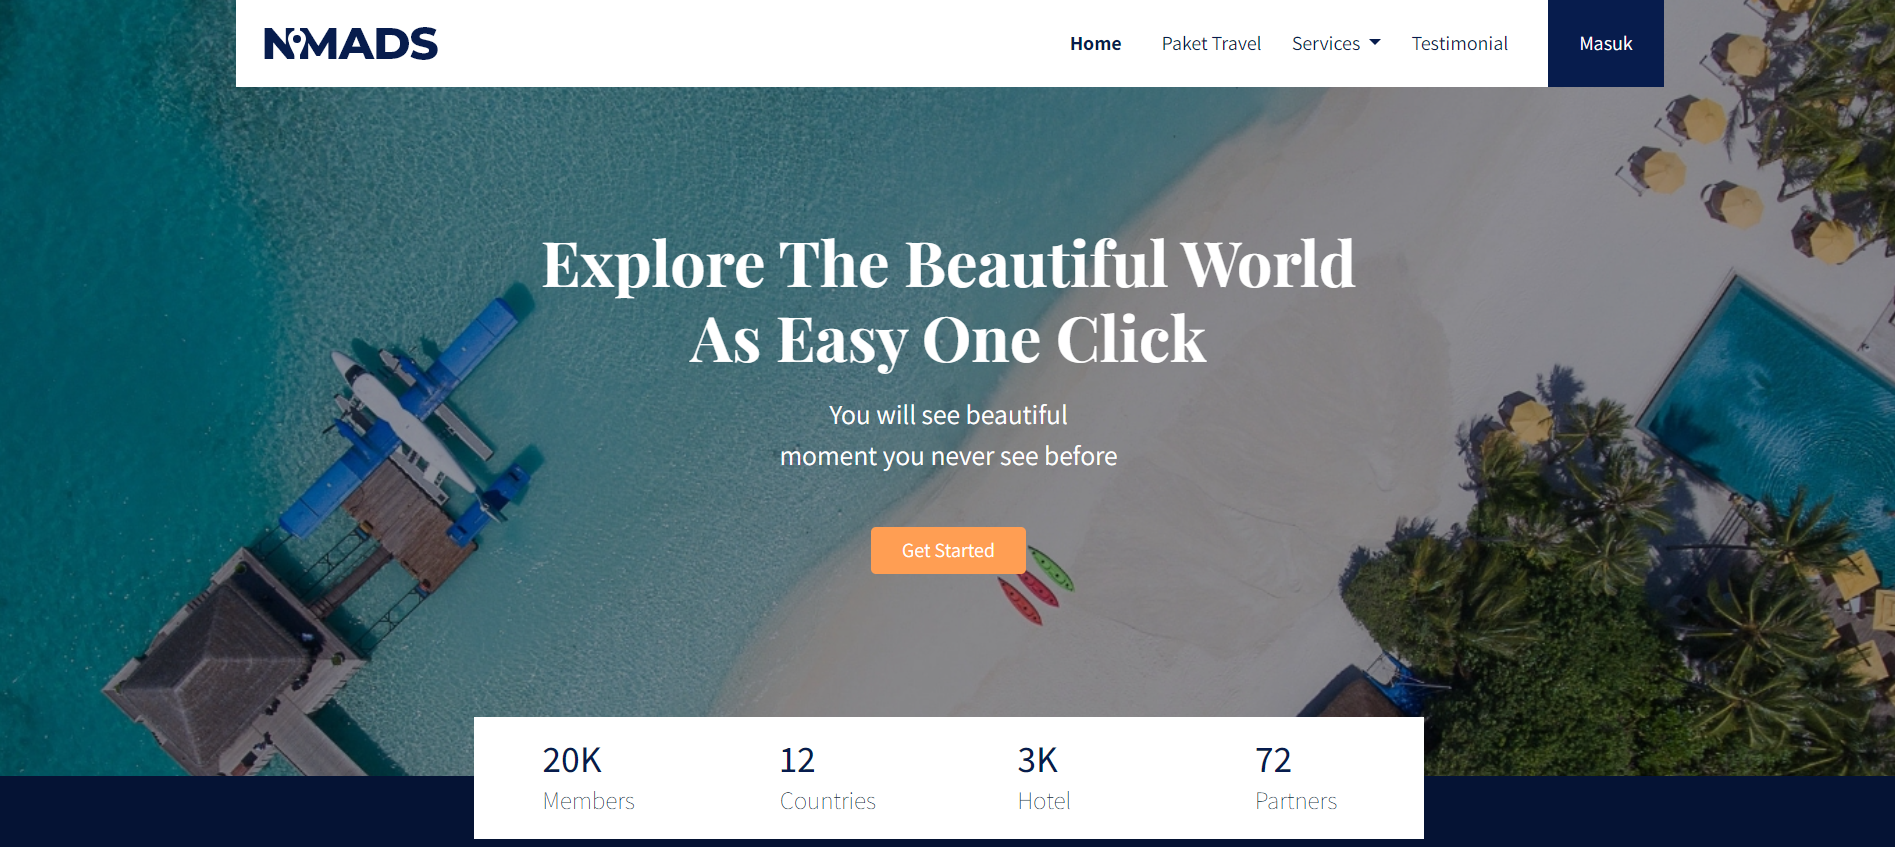 NOMADS
Home Paket Travel Services Testimonial Masuk
Explore The Beautiful World
As Easy One Click
You will see beautiful
moment you never see before
Get Started
20K 12 3K 72
Members Countries Hotel Partners